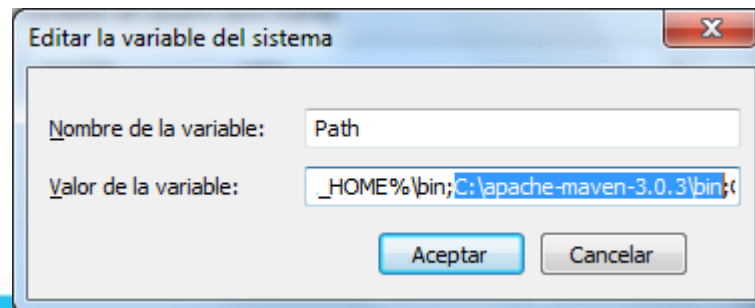 Editar la variable del sistema
Nombre de la variable: Path
Valor de la variable: _HOME%\bin;C:\apache-maven-3.0.3\bin;
Aceptar Cancelar